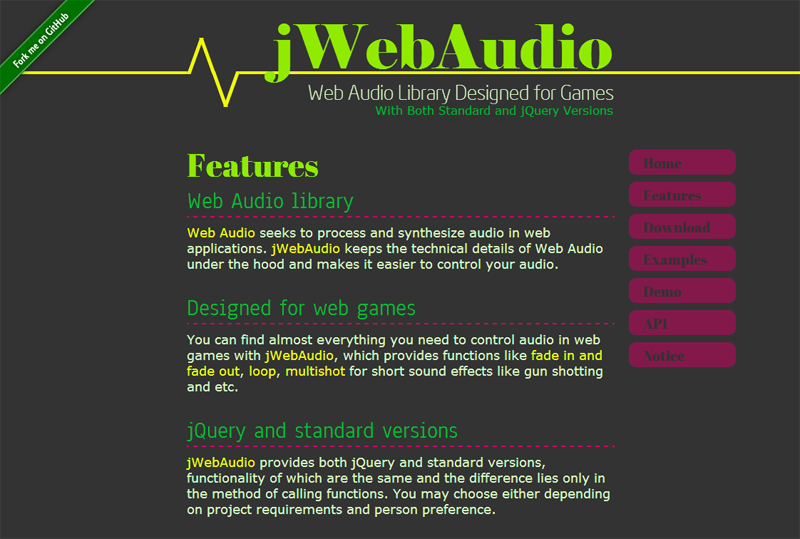 Fork me on GitHub
jWebAudio
Web Audio Library Designed for Games
With Both Standard and jQuery Versions
Features
Web Audio library
Web Audio seeks to process and synthesize audio in web
applications. jWebAudio keeps the technical details of Web Audio
under the hood and makes it easier to control your audio.
Designed for web games
You can find almost everything you need to control audio in web
games with jWebAudio, which provides functions like fade in and
fade out, loop, multishot for short sound effects like gun shotting
and etc.
jQuery and standard versions
jWebAudio provides both jQuery and standard versions,
functionality of which are the same and the difference lies only in
the method of calling functions. You may choose either depending
on project requirements and person preference.
Home
Features
Download
Examples
Demo
API
Notice